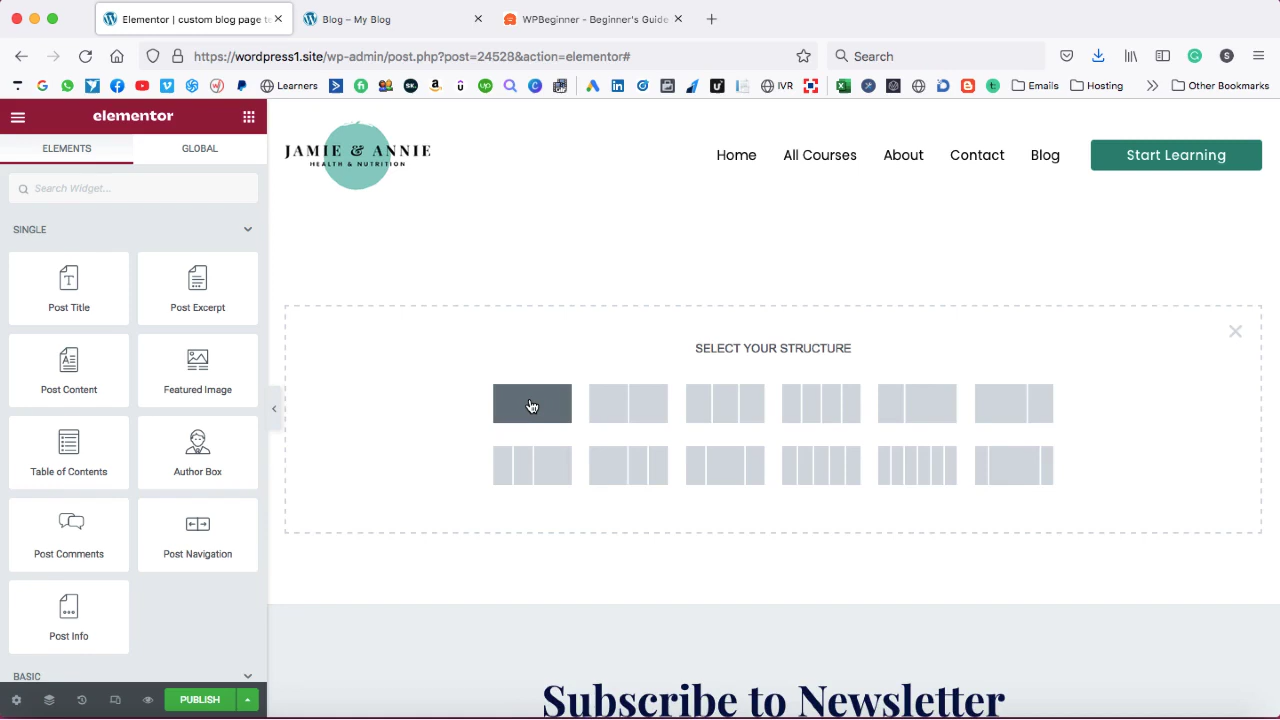 Elementor | custom blog page te
Blog – My Blog
WPBeginner - Beginner's Guide
https://wordpress1.site/wp-admin/post.php?post=24528&action=elementor#
Search
Learners
IVR
Emails
Hosting
Other Bookmarks
elementor
ELEMENTS
GLOBAL
Search Widget...
SINGLE
Post Title
Post Excerpt
Post Content
Featured Image
Table of Contents
Author Box
Post Comments
Post Navigation
Post Info
BASIC
PUBLISH
JAMIE & ANNIE
HEALTH & NUTRITION
Home
All Courses
About
Contact
Blog
Start Learning
SELECT YOUR STRUCTURE
Subscribe to Newsletter